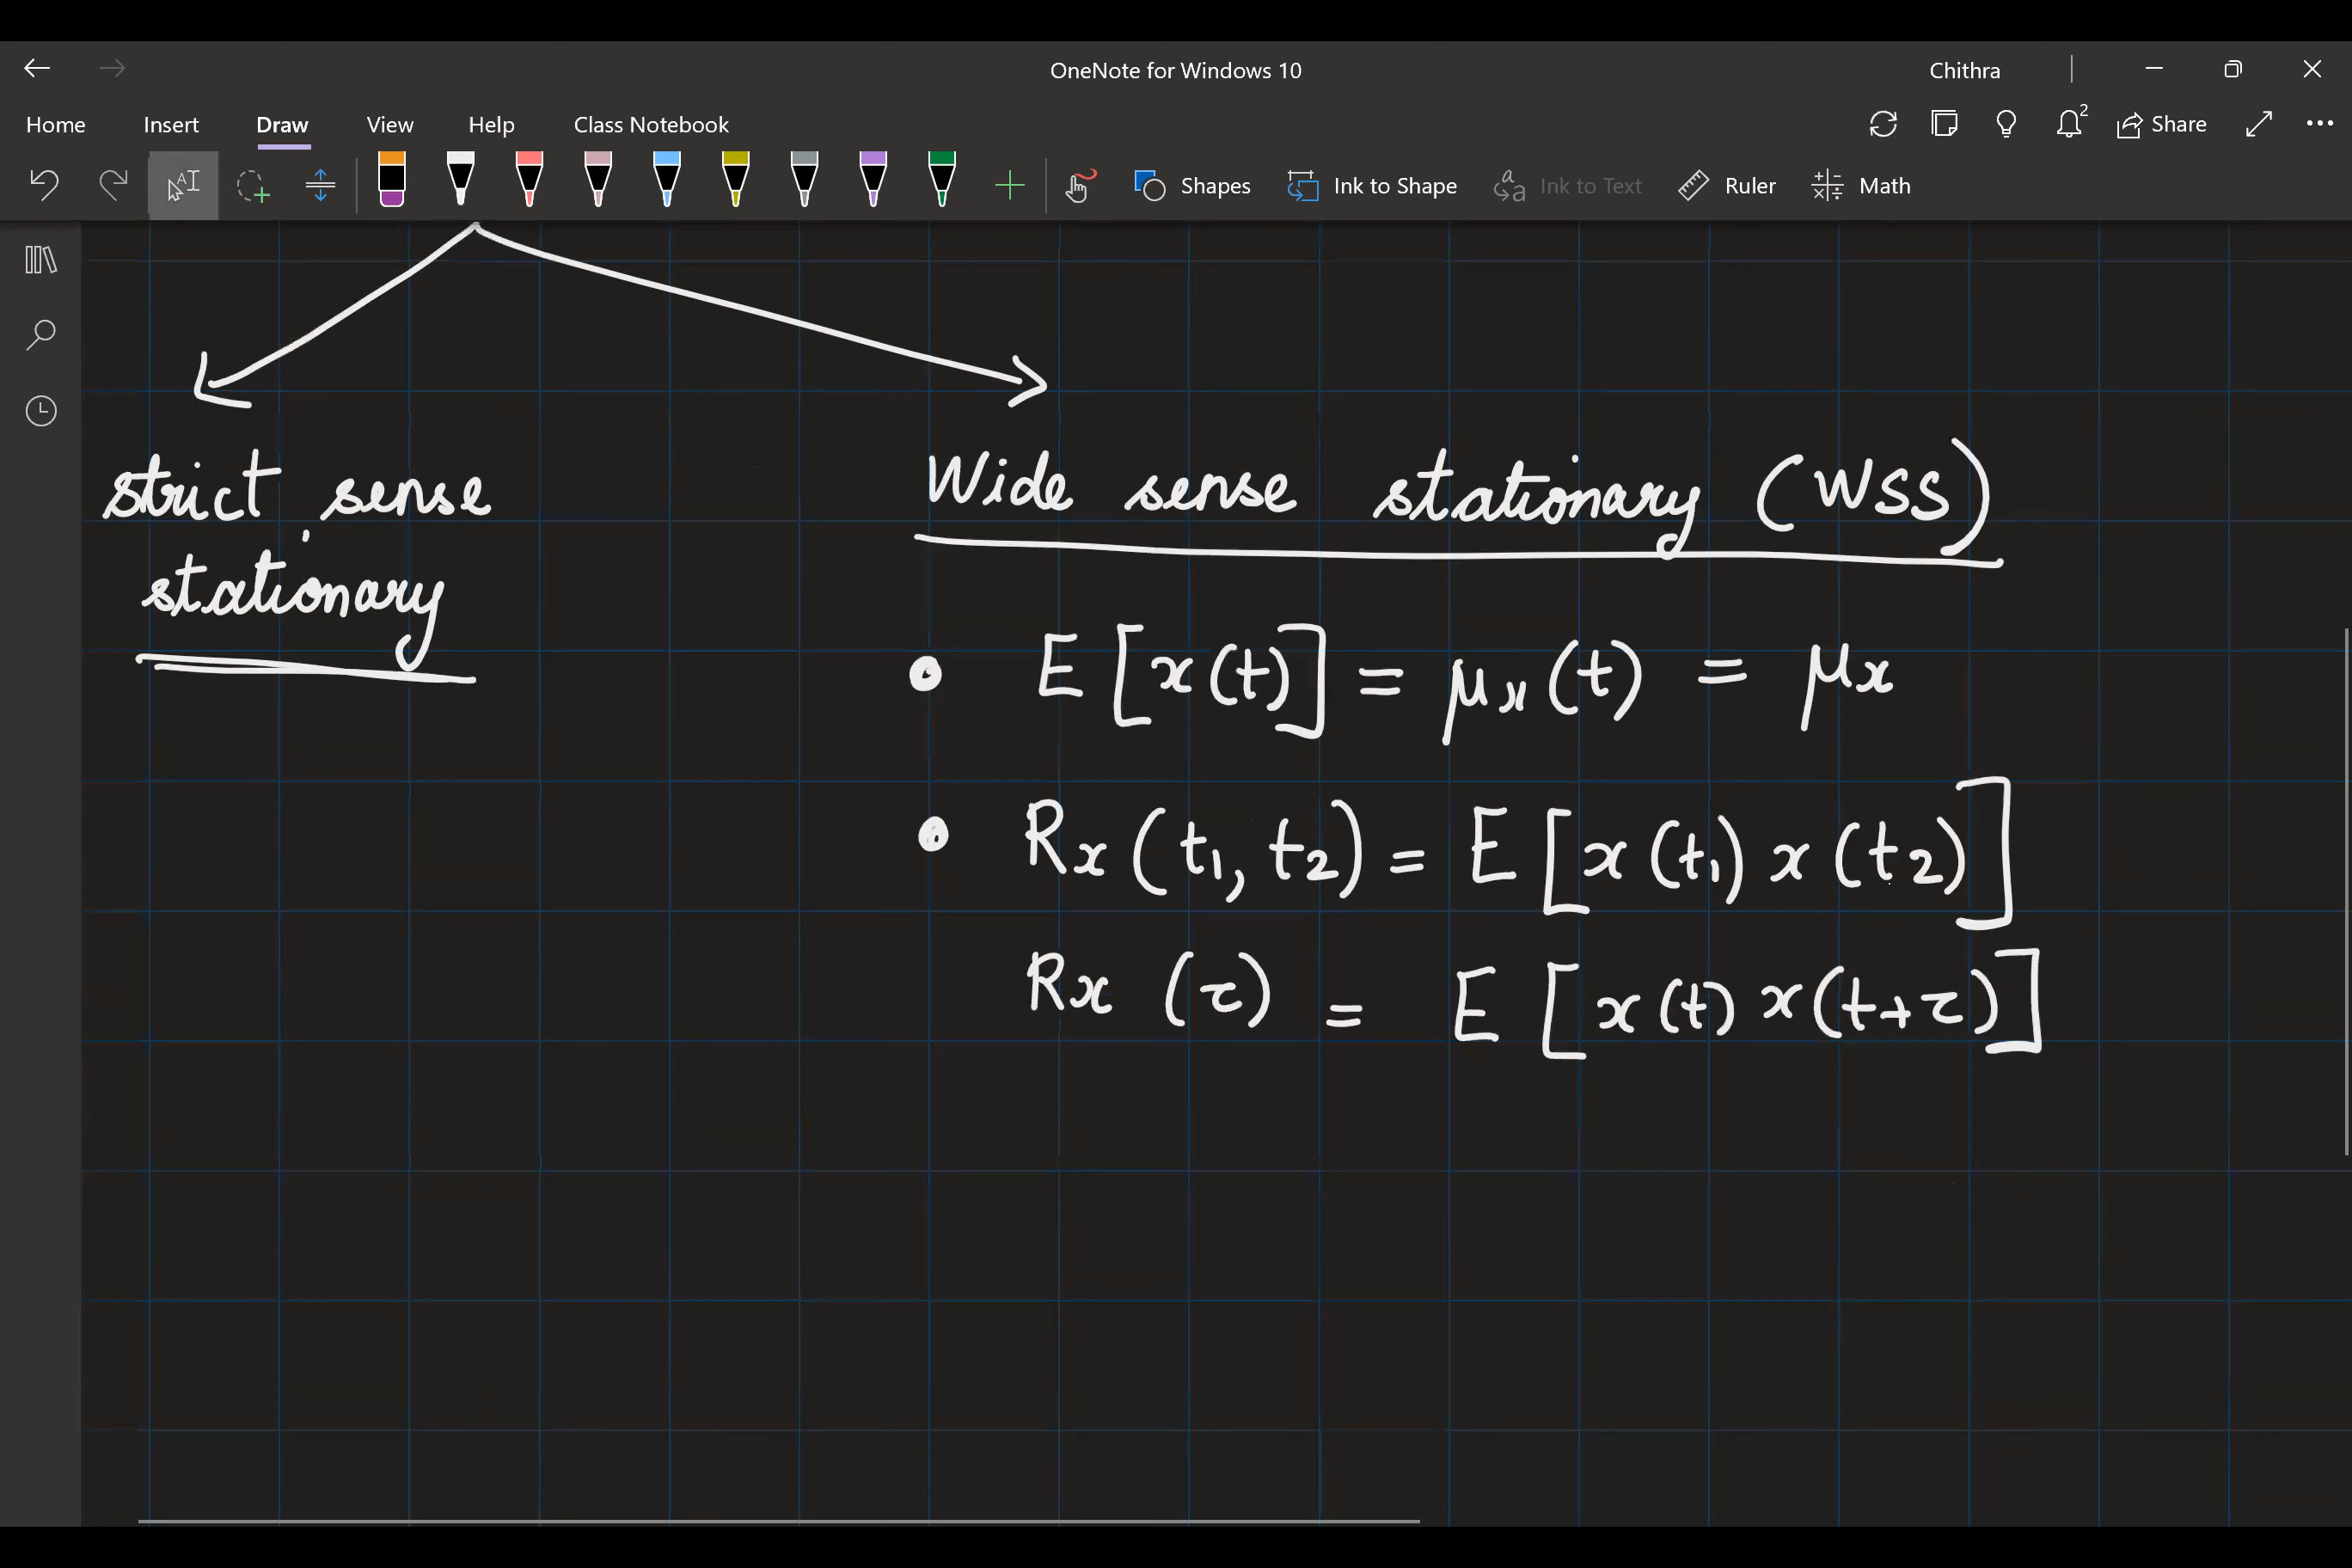 OneNote for Windows 10
Chithra
Home Insert Draw View Help Class Notebook
2 Share
Shapes Ink to Shape Ink to Text Ruler Math
strict sense
stationary
Wide sense stationary (WSS)
• E[x(t)] = μx(t) = μx
• Rx(t1, t2) = E[x(t1) x(t2)]
Rx (τ) = E[x(t) x(t+τ)]